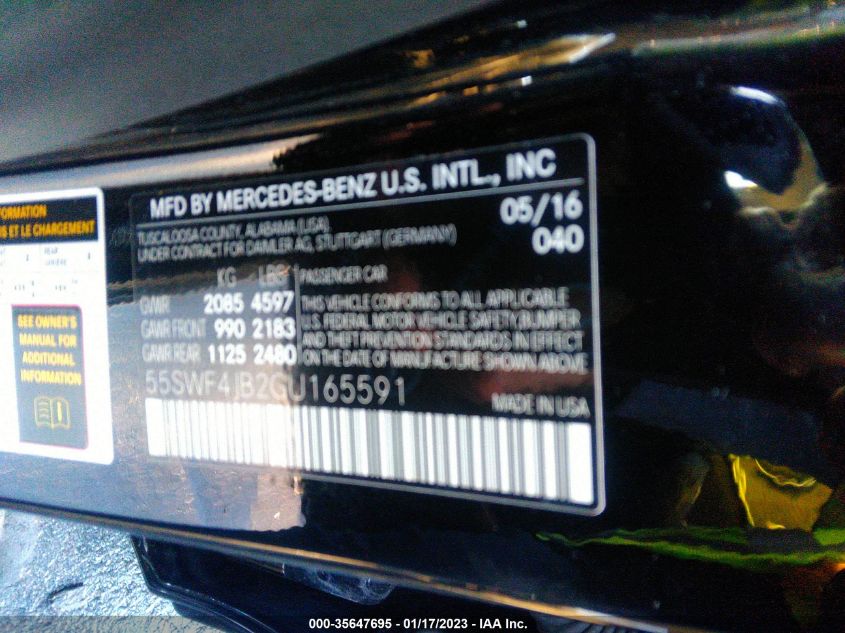 MFD BY MERCEDES-BENZ U.S. INTL., INC
TUSCALOOSA COUNTY, ALABAMA (USA)
UNDER CONTRACT FOR DAIMLER AG, STUTTGART (GERMANY)
05/16
040
KG LBS
GVWR 2085 4597
GAWR FRONT 990 2183
GAWR REAR 1125 2480
PASSENGER CAR
THIS VEHICLE CONFORMS TO ALL APPLICABLE
U.S. FEDERAL MOTOR VEHICLE SAFETY, BUMPER
AND THEFT PREVENTION STANDARDS IN EFFECT
ON THE DATE OF MANUFACTURE SHOWN ABOVE
55SWF4JB2GU165591
MADE IN USA
ET LE CHARGEMENT
REAR
SEE OWNER'S
MANUAL FOR
ADDITIONAL
INFORMATION
000-35647695 - 01/17/2023 - IAA Inc.